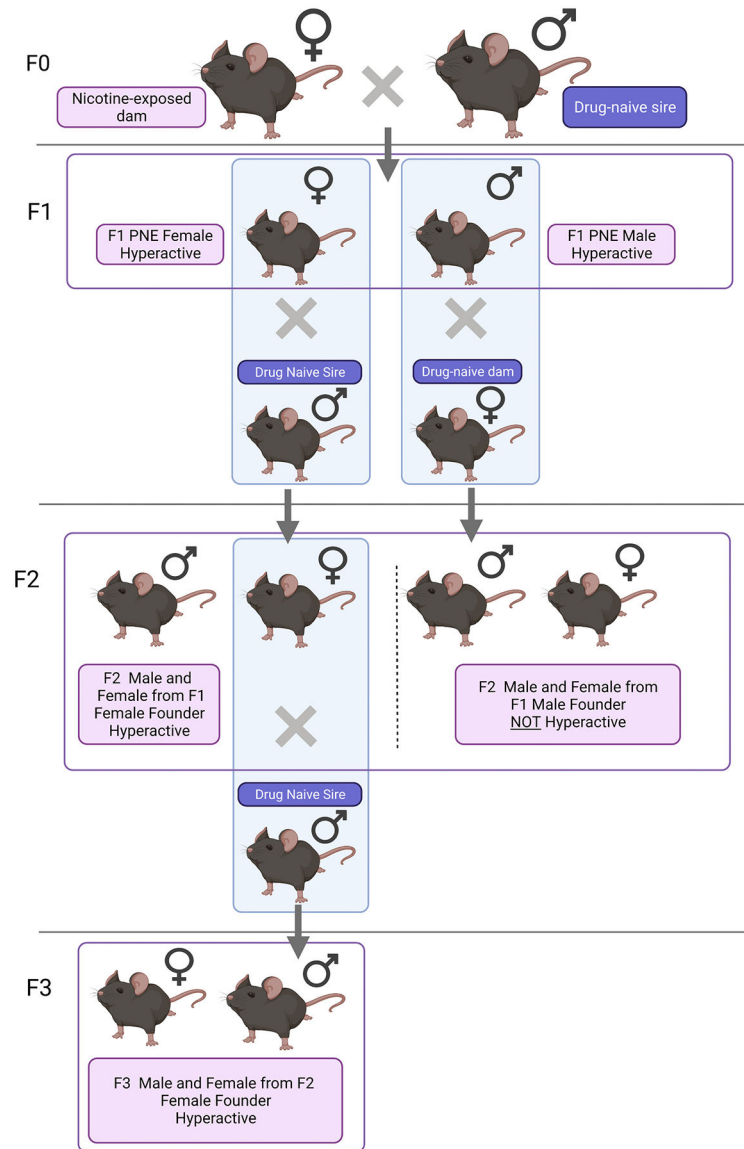 F0
Nicotine-exposed
dam
Drug-naive sire
F1
F1 PNE Female
Hyperactive
F1 PNE Male
Hyperactive
Drug Naive Sire
Drug-naive dam
F2
F2 Male and
Female from F1
Female Founder
Hyperactive
F2 Male and Female from
F1 Male Founder
NOT Hyperactive
Drug Naive Sire
F3
F3 Male and Female from F2
Female Founder
Hyperactive